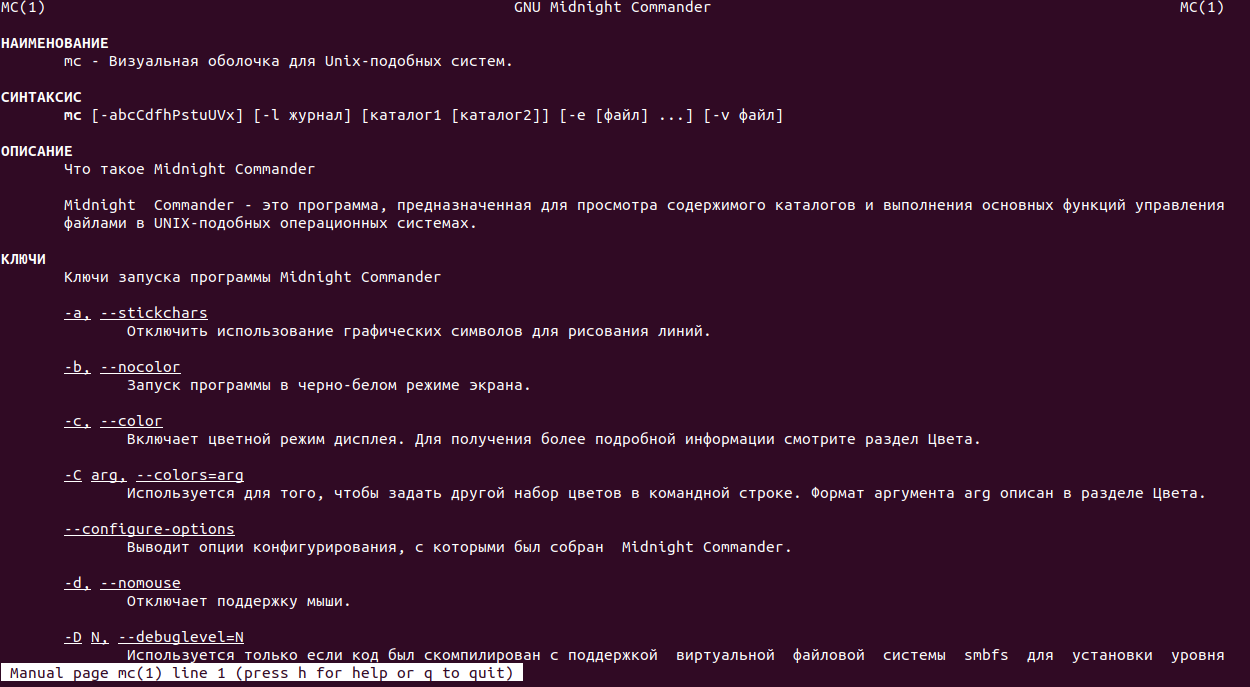 MC(1) GNU Midnight Commander MC(1)
НАИМЕНОВАНИЕ
mc - Визуальная оболочка для Unix-подобных систем.
СИНТАКСИС
mc [-abcCdfhPstuUVx] [-l журнал] [каталог1 [каталог2]] [-e [файл] ...] [-v файл]
ОПИСАНИЕ
Что такое Midnight Commander
Midnight  Commander - это программа, предназначенная для просмотра содержимого каталогов и выполнения основных функций управления
файлами в UNIX-подобных операционных системах.
КЛЮЧИ
Ключи запуска программы Midnight Commander
-a, --stickchars
Отключить использование графических символов для рисования линий.
-b, --nocolor
Запуск программы в черно-белом режиме экрана.
-c, --color
Включает цветной режим дисплея. Для получения более подробной информации смотрите раздел Цвета.
-C arg, --colors=arg
Используется для того, чтобы задать другой набор цветов в командной строке. Формат аргумента arg описан в разделе Цвета.
--configure-options
Выводит опции конфигурирования, с которыми был собран  Midnight Commander.
-d, --nomouse
Отключает поддержку мыши.
-D N, --debuglevel=N
Используется только если код был скомпилирован с поддержкой  виртуальной  файловой  системы  smbfs  для  установки  уровня
Manual page mc(1) line 1 (press h for help or q to quit)